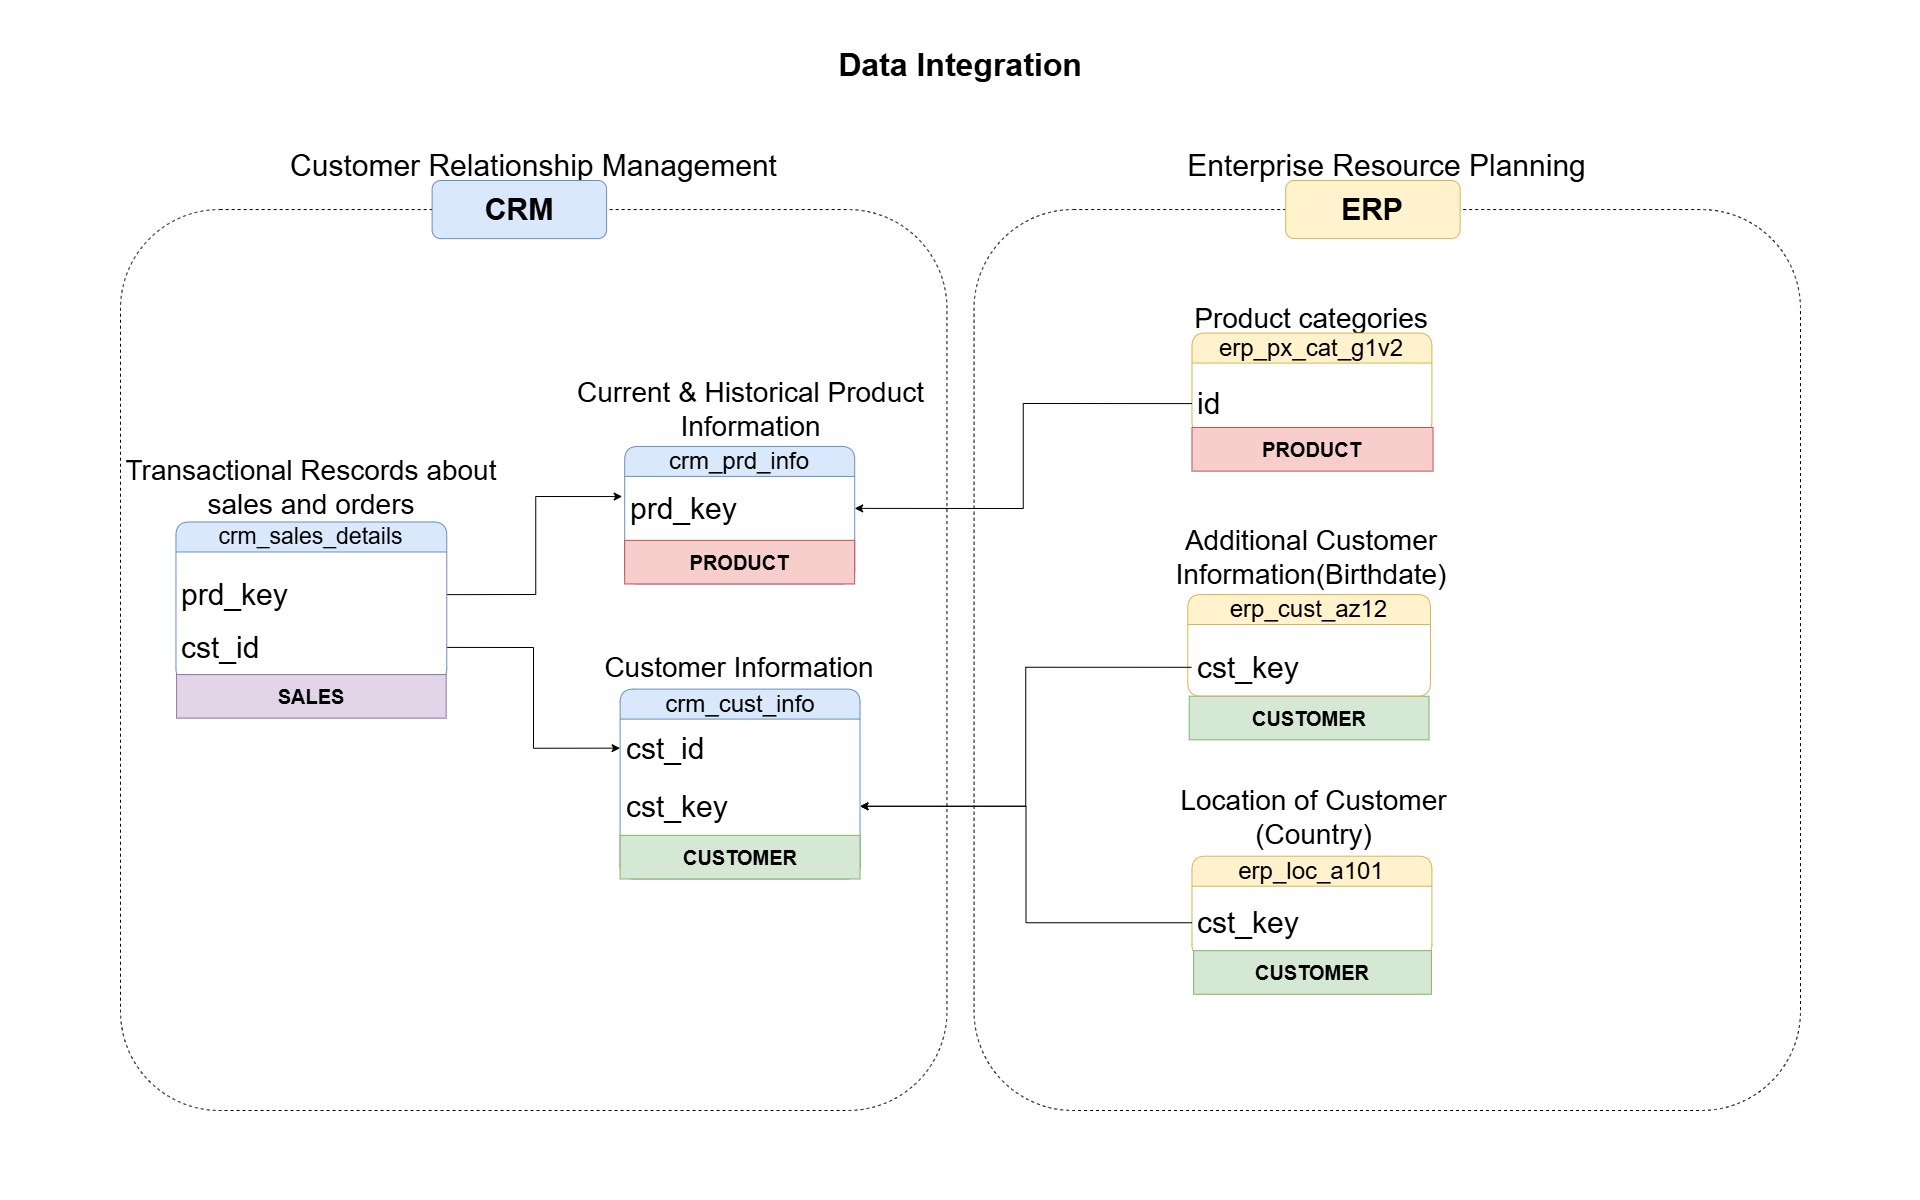 Data Integration
Customer Relationship Management
CRM
Transactional Rescords about
sales and orders
crm_sales_details
prd_key
cst_id
SALES
Current & Historical Product
Information
crm_prd_info
prd_key
PRODUCT
Customer Information
crm_cust_info
cst_id
cst_key
CUSTOMER
Enterprise Resource Planning
ERP
Product categories
erp_px_cat_g1v2
id
PRODUCT
Additional Customer
Information(Birthdate)
erp_cust_az12
cst_key
CUSTOMER
Location of Customer
(Country)
erp_loc_a101
cst_key
CUSTOMER